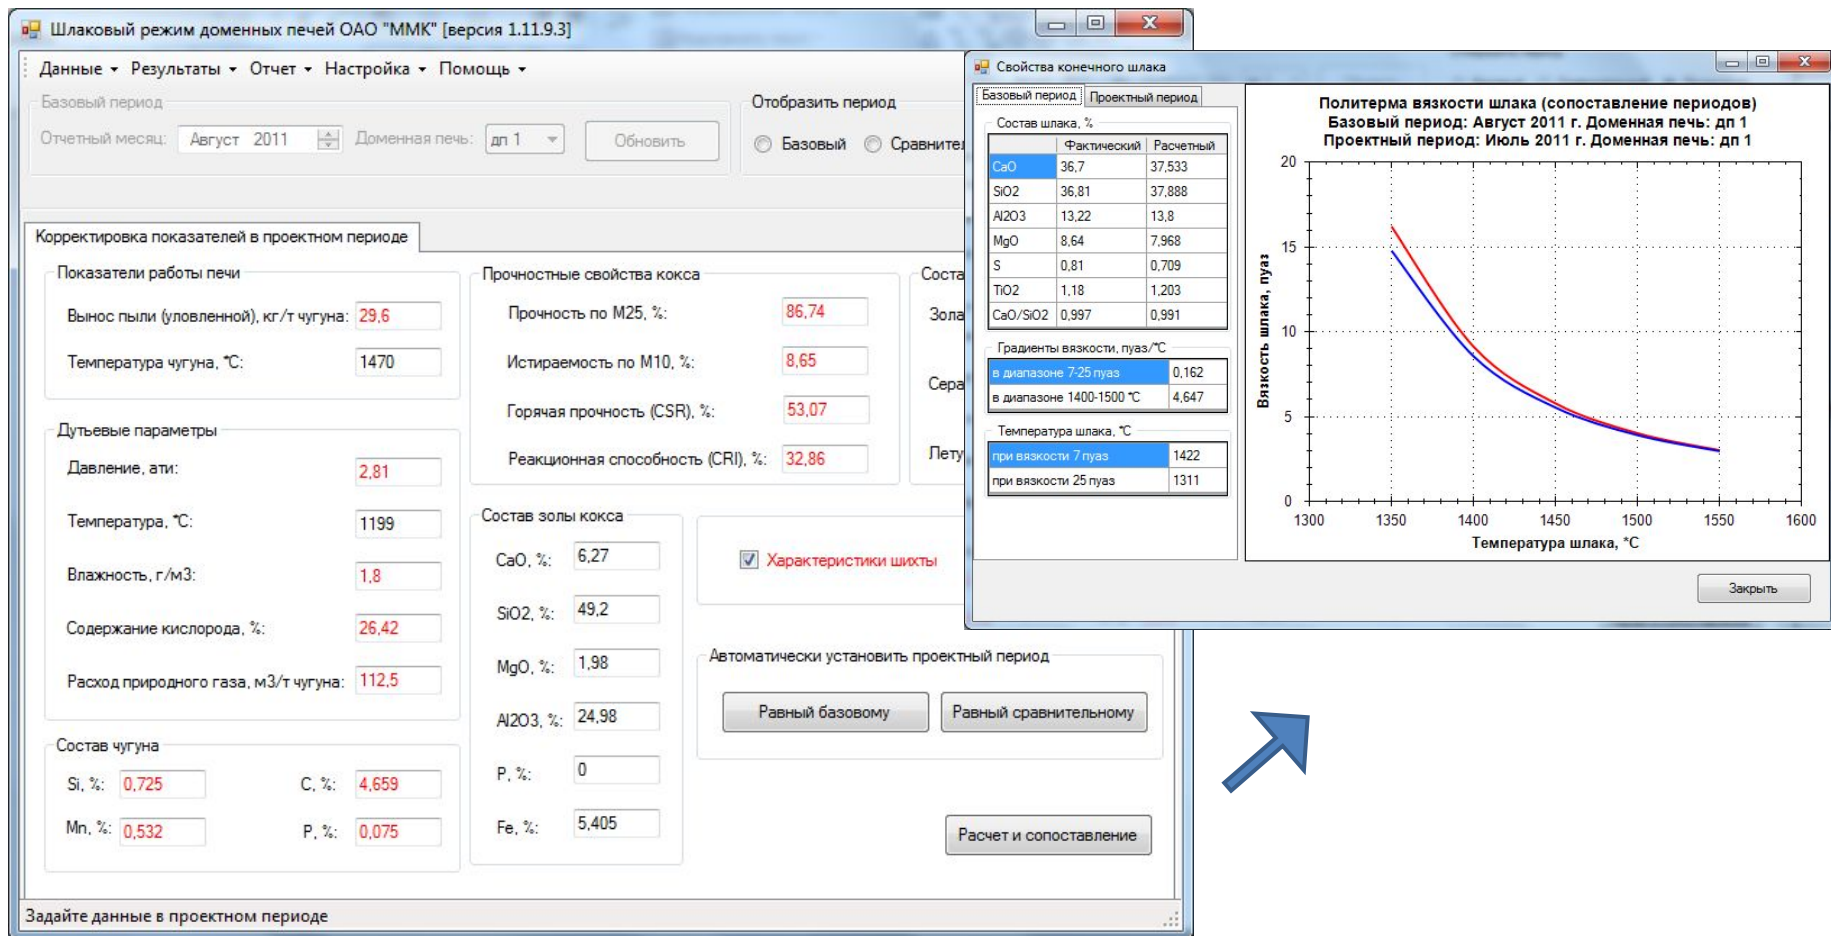 Шлаковый режим доменных печей ОАО "ММК" [версия 1.11.9.3]
Данные Результаты Отчет Настройка Помощь
Базовый период
Отчетный месяц: Август 2011 Доменная печь: дп 1 Обновить
Отобразить период
Базовый
Корректировка показателей в проектном периоде
Показатели работы печи
Вынос пыли (уловленной), кг/т чугуна: 29,6
Температура чугуна, °С: 1470
Дутьевые параметры
Давление, ати: 2,81
Температура, °С: 1199
Влажность, г/м3: 1,8
Содержание кислорода, %: 26,42
Расход природного газа, м3/т чугуна: 112,5
Состав чугуна
Si, %: 0,725 C, %: 4,659
Mn, %: 0,532 P, %: 0,075
Прочностные свойства кокса
Прочность по М25, %: 86,74
Истираемость по М10, %: 8,65
Горячая прочность (CSR), %: 53,07
Реакционная способность (CRI), %: 32,86
Состав золы кокса
CaO, %: 6,27
SiO2, %: 49,2
MgO, %: 1,98
Al2O3, %: 24,98
P, %: 0
Fe, %: 5,405
Зола
Сера
Характеристики шихты
Автоматически установить проектный период
Равный базовому Равный сравнительному
Расчет и сопоставление
Задайте данные в проектном периоде
Свойства конечного шлака
Базовый период Проектный период
Состав шлака, %
Фактический Расчетный
CaO 36,7 37,533
SiO2 36,81 37,888
Al2O3 13,22 13,8
MgO 8,64 7,968
S 0,81 0,709
TiO2 1,18 1,203
CaO/SiO2 0,997 0,991
Градиенты вязкости, пуаз/°С
в диапазоне 7-25 пуаз 0,162
в диапазоне 1400-1500 °С 4,647
Температура шлака, °С
при вязкости 7 пуаз 1422
при вязкости 25 пуаз 1311
Политерма вязкости шлака (сопоставление периодов)
Базовый период: Август 2011 г. Доменная печь: дп 1
Проектный период: Июль 2011 г. Доменная печь: дп 1
Вязкость шлака, пуаз
20
15
10
5
0
1300 1350 1400 1450 1500 1550 1600
Температура шлака, °С
Закрыть